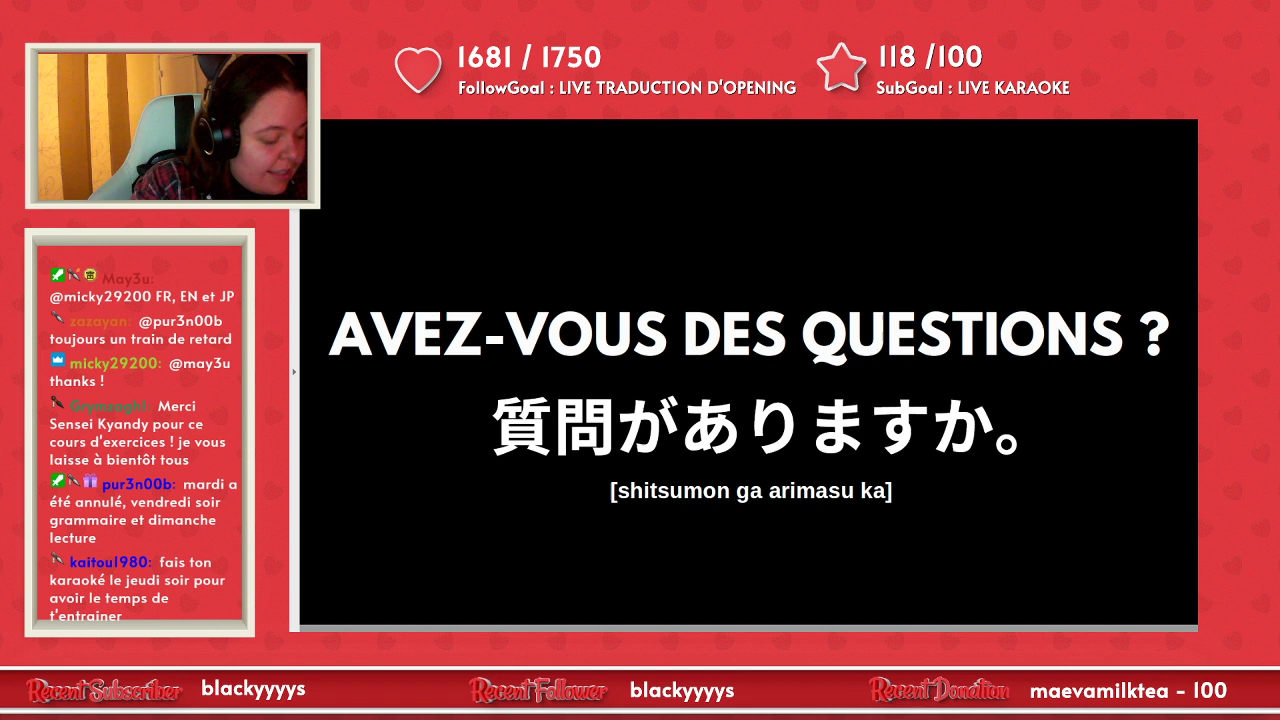 1681 / 1750
FollowGoal : LIVE TRADUCTION D'OPENING
118 /100
SubGoal : LIVE KARAOKE
May3u:
@micky29200 FR, EN et JP
zazayan: @pur3n00b
toujours un train de retard
micky29200: @may3u
thanks !
Grymzagh1: Merci
Sensei Kyandy pour ce
cours d'exercices ! je vous
laisse à bientôt tous
pur3n00b: mardi a
été annulé, vendredi soir
grammaire et dimanche
lecture
kaitou1980: fais ton
karaoké le jeudi soir pour
avoir le temps de
t'entrainer
AVEZ-VOUS DES QUESTIONS ?
質問がありますか。
[shitsumon ga arimasu ka]
Recent Subscriber blackyyyys
Recent Follower blackyyyys
Recent Donation maevamilktea - 100